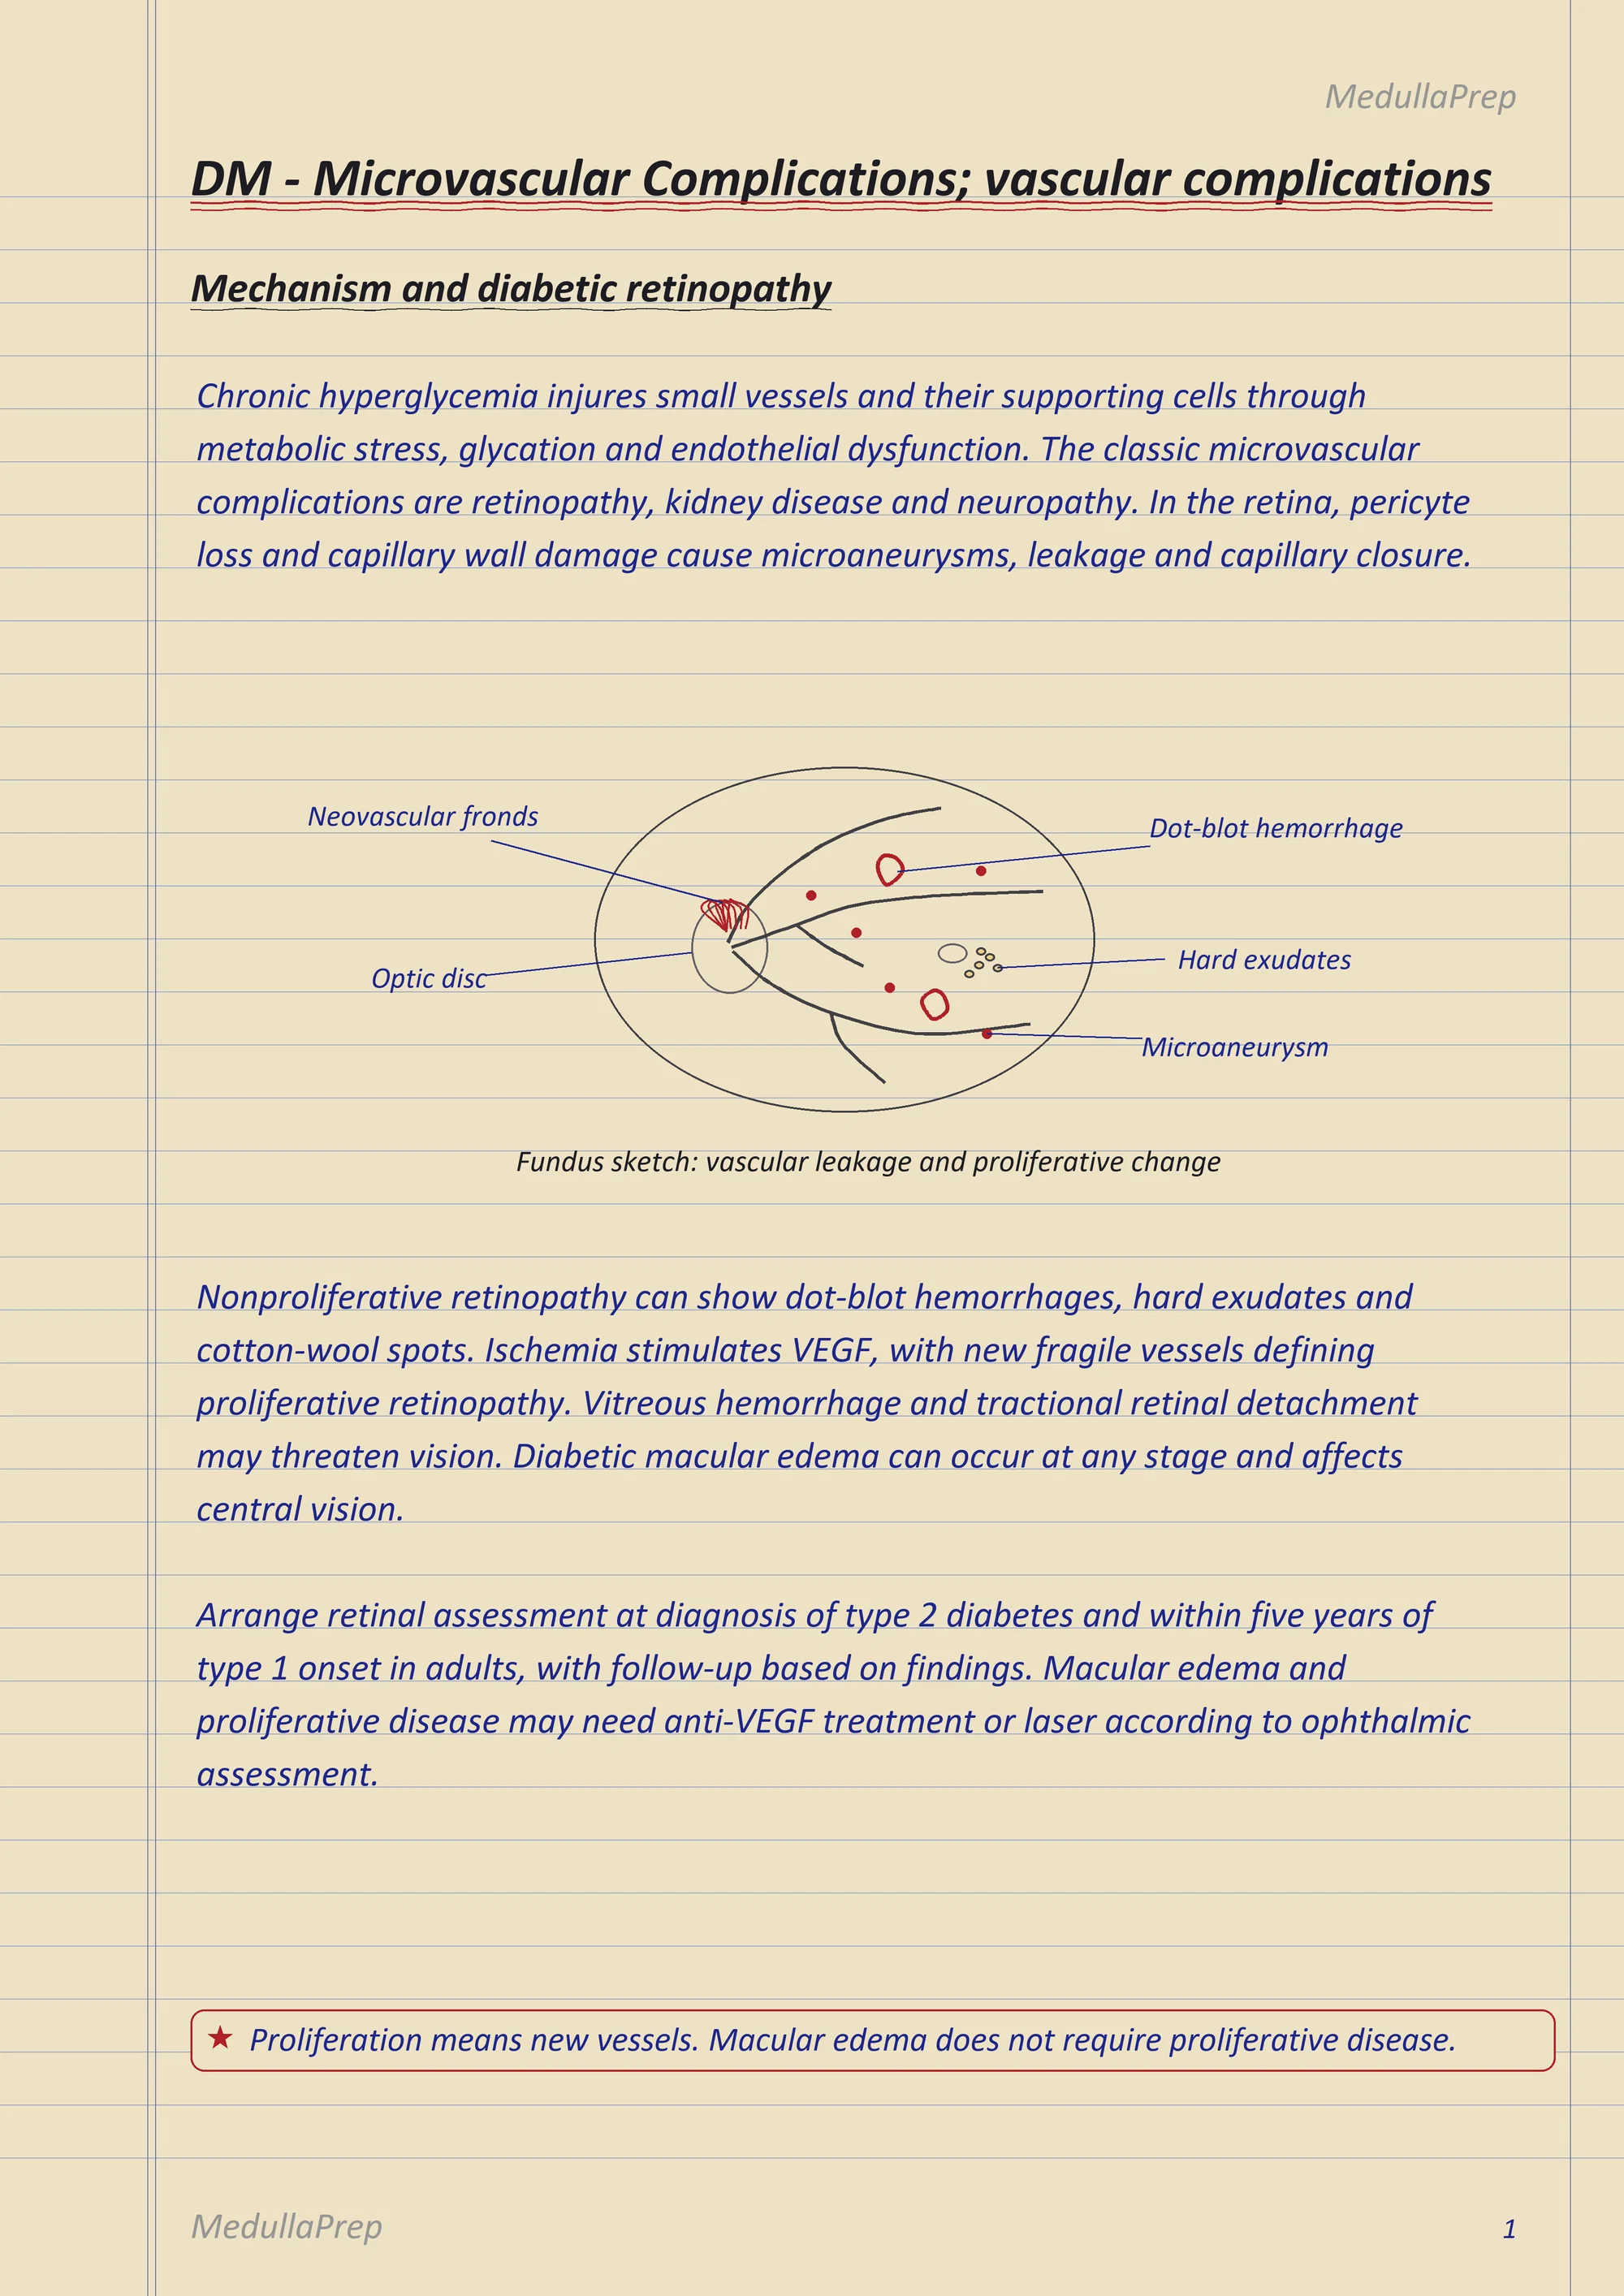 MedullaPrep
DM - Microvascular Complications; vascular complications
Mechanism and diabetic retinopathy
Chronic hyperglycemia injures small vessels and their supporting cells through
metabolic stress, glycation and endothelial dysfunction. The classic microvascular
complications are retinopathy, kidney disease and neuropathy. In the retina, pericyte
loss and capillary wall damage cause microaneurysms, leakage and capillary closure.
Neovascular fronds
Dot-blot hemorrhage
Optic disc
Hard exudates
Microaneurysm
Fundus sketch: vascular leakage and proliferative change
Nonproliferative retinopathy can show dot-blot hemorrhages, hard exudates and
cotton-wool spots. Ischemia stimulates VEGF, with new fragile vessels defining
proliferative retinopathy. Vitreous hemorrhage and tractional retinal detachment
may threaten vision. Diabetic macular edema can occur at any stage and affects
central vision.
Arrange retinal assessment at diagnosis of type 2 diabetes and within five years of
type 1 onset in adults, with follow-up based on findings. Macular edema and
proliferative disease may need anti-VEGF treatment or laser according to ophthalmic
assessment.
★ Proliferation means new vessels. Macular edema does not require proliferative disease.
MedullaPrep
1